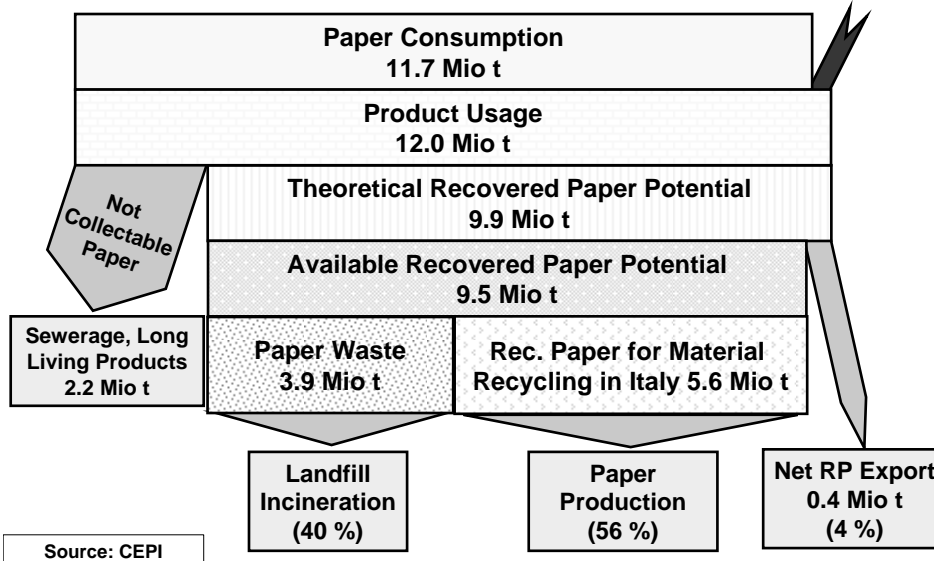 Paper Consumption
11.7 Mio t
Product Usage
12.0 Mio t
Theoretical Recovered Paper Potential
9.9 Mio t
Not
Collectable
Paper
Available Recovered Paper Potential
9.5 Mio t
Sewerage, Long
Living Products
2.2 Mio t
Paper Waste
3.9 Mio t
Rec. Paper for Material
Recycling in Italy 5.6 Mio t
Landfill
Incineration
(40 %)
Paper
Production
(56 %)
Net RP Export
0.4 Mio t
(4 %)
Source: CEPI